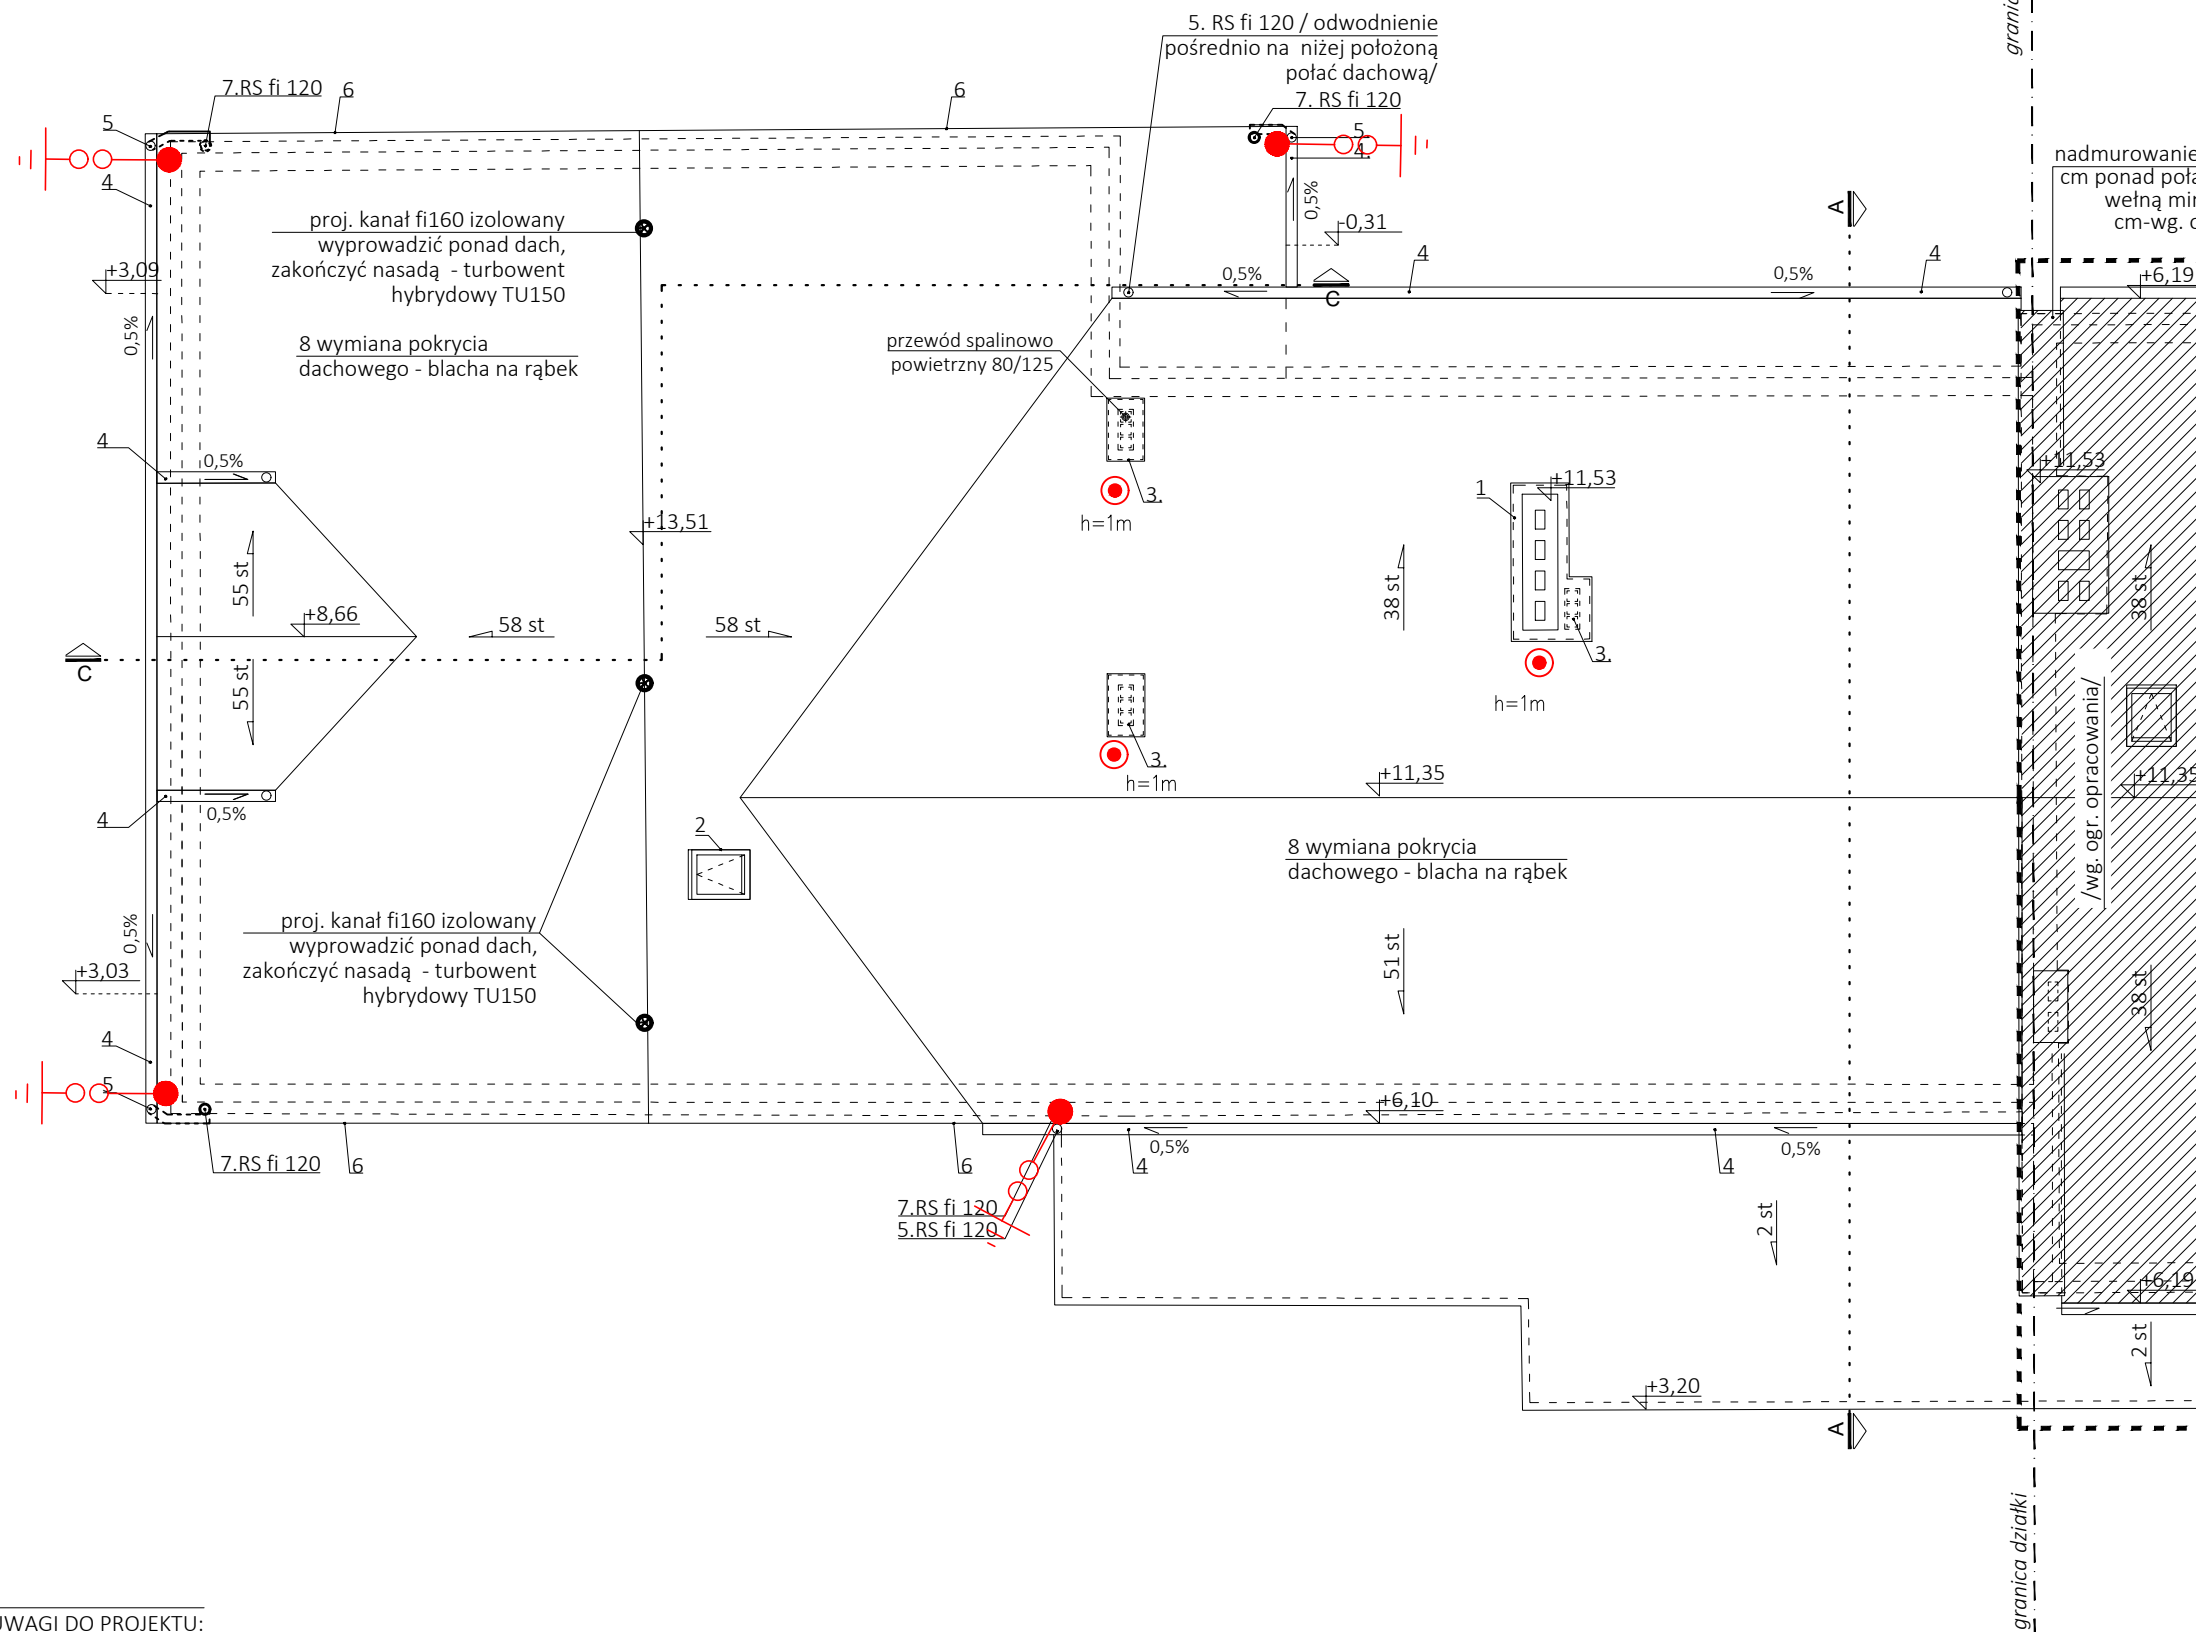 5. RS fi 120 / odwodnienie
pośrednio na niżej położoną
połać dachową/
7. RS fi 120
5
4
7.RS fi 120
6
6
5
4
0,5%
-0,31
4
4
0,5%
0,5%
A
nadmurowanie
+6,19
proj. kanał fi160 izolowany
wyprowadzić ponad dach,
zakończyć nasadą - turbowent
hybrydowy TU150
+3,09
0,5%
C
8 wymiana pokrycia
dachowego - blacha na rąbek
przewód spalinowo
powietrzny 80/125
4
0,5%
3.
h=1m
1
+11,53
+11,53
+13,51
55 st
+8,66
58 st
58 st
38 st
38 st
3.
C
55 st
h=1m
3.
h=1m
+11,35
+11,35
/wg. ogr. opracowania/
4
0,5%
2
8 wymiana pokrycia
dachowego - blacha na rąbek
proj. kanał fi160 izolowany
wyprowadzić ponad dach,
zakończyć nasadą - turbowent
hybrydowy TU150
0,5%
+3,03
51 st
38 st
4
5
+6,10
7.RS fi 120
6
6
4
0,5%
4
0,5%
7.RS fi 120
5.RS fi 120
2 st
+6,19
2 st
+3,20
A
granica działki
UWAGI DO PROJEKTU: